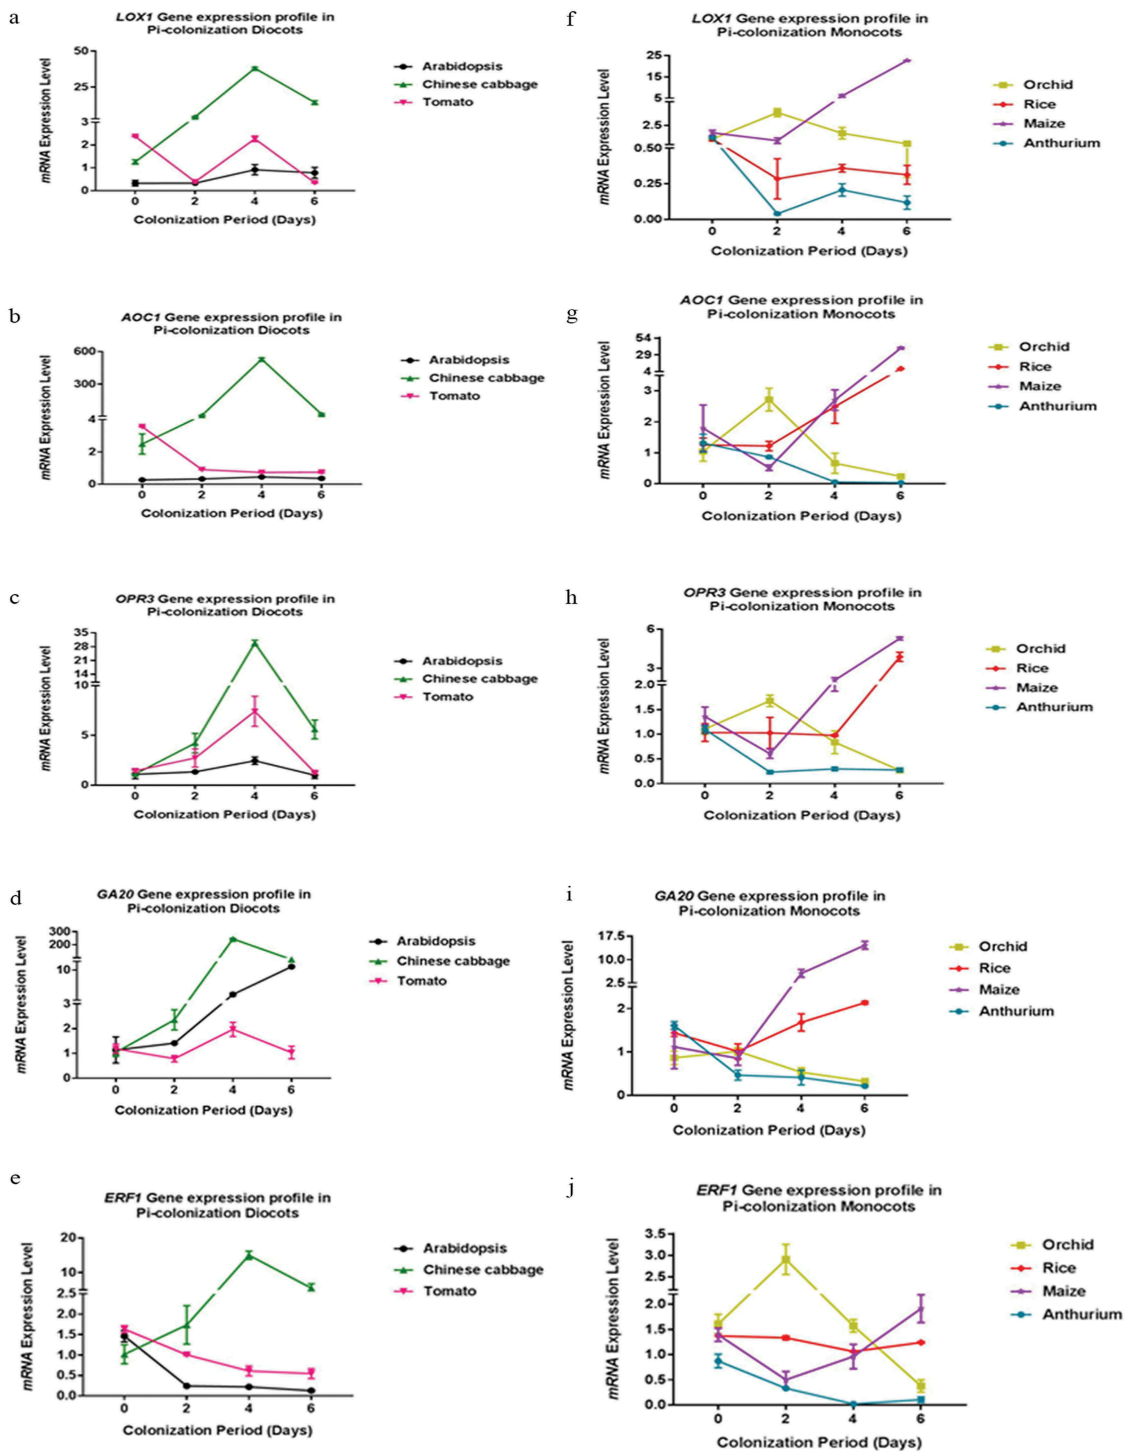 a
LOX1 Gene expression profile in
Pi-colonization Diocots
mRNA Expression Level
50
25
3
2
1
0
0 2 4 6
Colonization Period (Days)
Arabidopsis
Chinese cabbage
Tomato
f
LOX1 Gene expression profile in
Pi-colonization Monocots
mRNA Expression Level
25
15
5
2.5
0.50
0.25
0.00
0 2 4 6
Colonization Period (Days)
Orchid
Rice
Maize
Anthurium
b
AOC1 Gene expression profile in
Pi-colonization Diocots
mRNA Expression Level
600
300
4
2
0
0 2 4 6
Colonization Period (Days)
Arabidopsis
Chinese cabbage
Tomato
g
AOC1 Gene expression profile in
Pi-colonization Monocots
mRNA Expression Level
54
29
4
3
2
1
0
0 2 4 6
Colonization Period (Days)
Orchid
Rice
Maize
Anthurium
c
OPR3 Gene expression profile in
Pi-colonization Diocots
mRNA Expression Level
35
28
21
14
10
5
0
0 2 4 6
Colonization Period (Days)
Arabidopsis
Chinese cabbage
Tomato
h
OPR3 Gene expression profile in
Pi-colonization Monocots
mRNA Expression Level
6
3
2.0
1.5
1.0
0.5
0.0
0 2 4 6
Colonization Period (Days)
Orchid
Rice
Maize
Anthurium
d
GA20 Gene expression profile in
Pi-colonization Diocots
mRNA Expression Level
300
200
10
3
2
1
0
0 2 4 6
Colonization Period (Days)
Arabidopsis
Chinese cabbage
Tomato
i
GA20 Gene expression profile in
Pi-colonization Monocots
mRNA Expression Level
17.5
10.0
2.5
2
1
0
0 2 4 6
Colonization Period (Days)
Orchid
Rice
Maize
Anthurium
e
ERF1 Gene expression profile in
Pi-colonization Diocots
mRNA Expression Level
20
10
2.5
2.0
1.5
1.0
0.5
0.0
0 2 4 6
Colonization Period (Days)
Arabidopsis
Chinese cabbage
Tomato
j
ERF1 Gene expression profile in
Pi-colonization Monocots
mRNA Expression Level
3.5
3.0
2.5
2.0
1.5
1.0
0.5
0.0
0 2 4 6
Colonization Period (Days)
Orchid
Rice
Maize
Anthurium